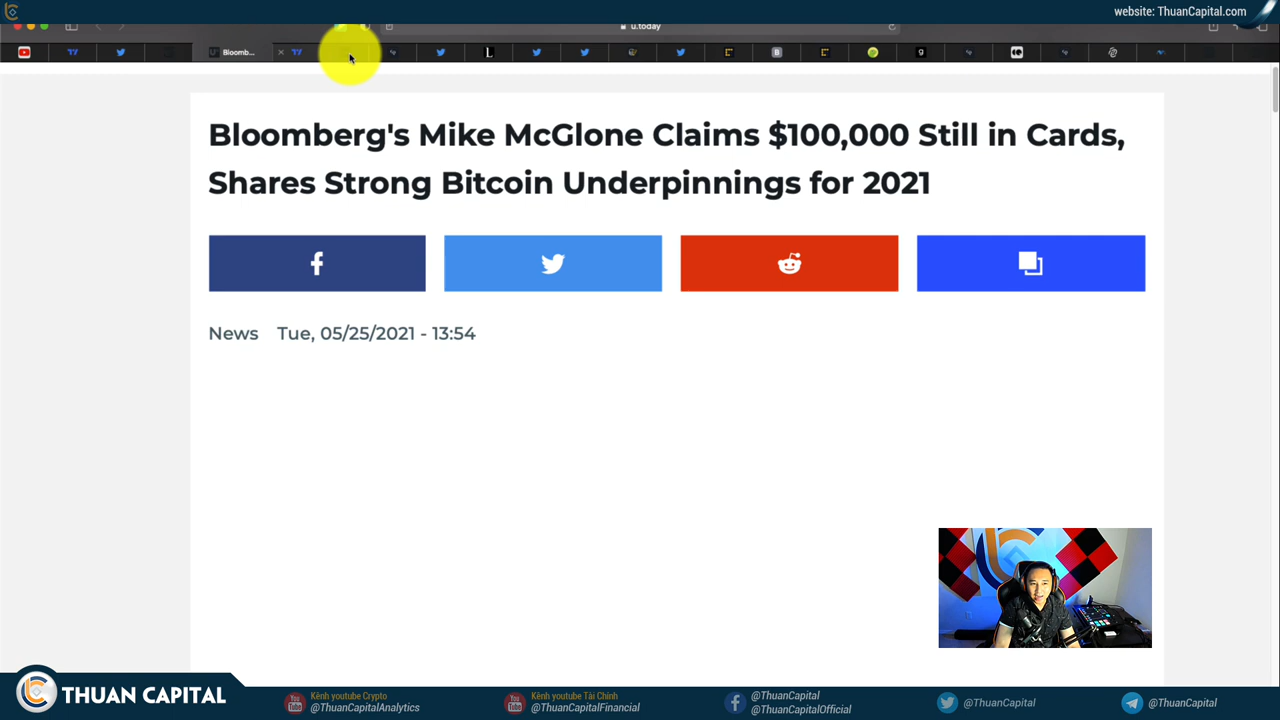 website: ThuanCapital.com
u.today
Bloomb...
Bloomberg's Mike McGlone Claims $100,000 Still in Cards,
Shares Strong Bitcoin Underpinnings for 2021
News Tue, 05/25/2021 - 13:54
THUAN CAPITAL
Kênh youtube Crypto
@ThuanCapitalAnalytics
Kênh youtube Tài Chính
@ThuanCapitalFinancial
@ThuanCapital
@ThuanCapitalOfficial
@ThuanCapital
@ThuanCapital